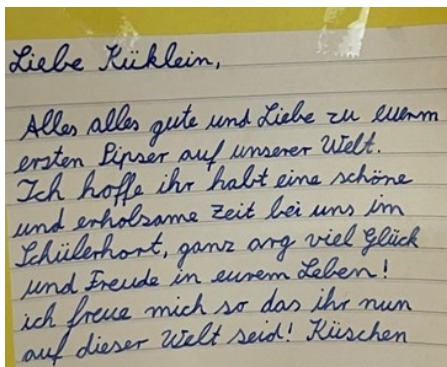 Liebe Küklein,
Alles alles gute und Liebe zu euerm
ersten Pipser auf unserer Welt.
Ich hoffe ihr habt eine schöne
und erholsame Zeit bei uns im
Schülerhort, ganz arg viel Glück
und Freude in eurem Leben!
ich freue mich so das ihr nun
auf dieser Welt seid! Küschen